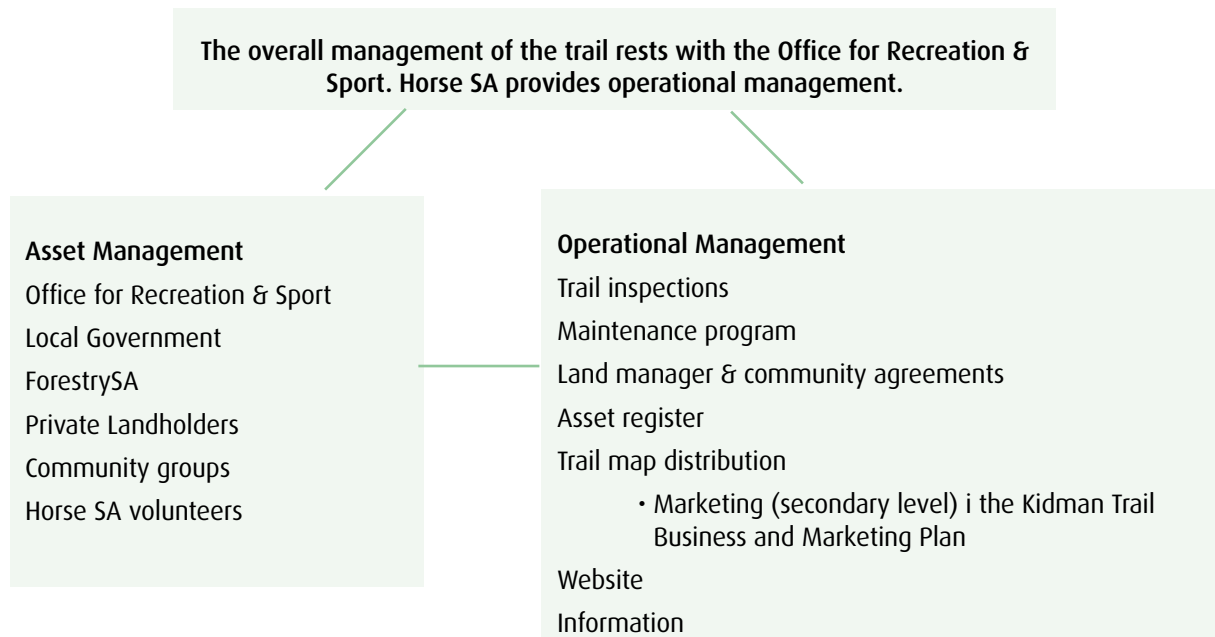 The overall management of the trail rests with the Office for Recreation &
Sport. Horse SA provides operational management.
Asset Management
Office for Recreation & Sport
Local Government
ForestrySA
Private Landholders
Community groups
Horse SA volunteers
Operational Management
Trail inspections
Maintenance program
Land manager & community agreements
Asset register
Trail map distribution
• Marketing (secondary level) i the Kidman Trail
Business and Marketing Plan
Website
Information